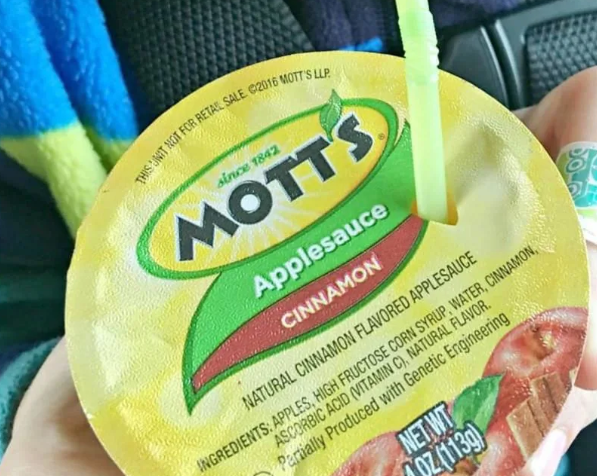 THIS UNIT NOT FOR RETAIL SALE. ©2016 MOTT'S LLP.
since 1842
MOTT'S®
Applesauce
CINNAMON
NATURAL CINNAMON FLAVORED APPLESAUCE
INGREDIENTS: APPLES, HIGH FRUCTOSE CORN SYRUP, WATER, CINNAMON,
ASCORBIC ACID (VITAMIN C), NATURAL FLAVOR.
Partially Produced with Genetic Engineering
NET WT
4 OZ (113g)